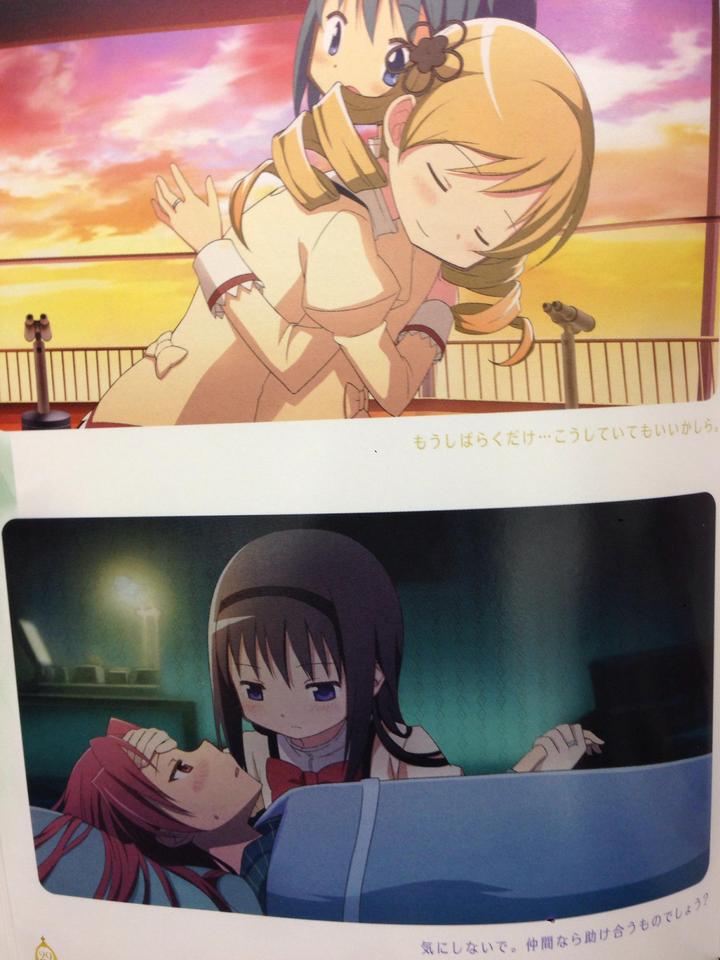 もうしばらくだけ…こうしていてもいいかしら。
気にしないで。仲間なら助け合うものでしょう?
29